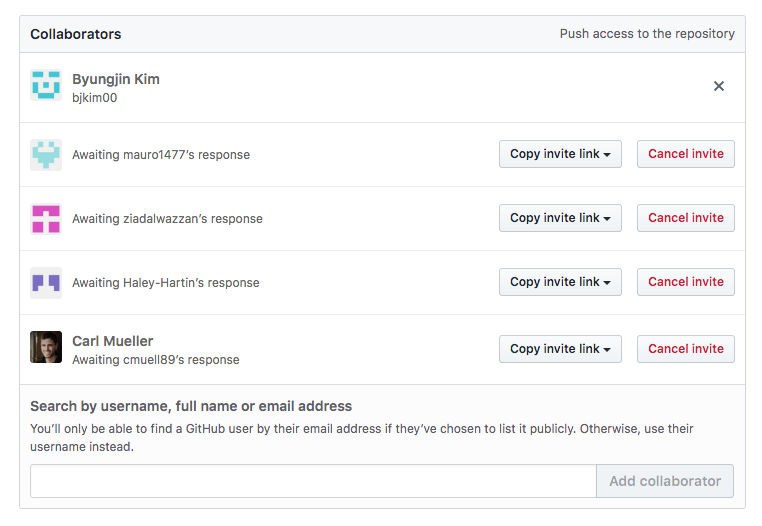 Collaborators
Push access to the repository
Byungjin Kim
bjkim00
Awaiting mauro1477’s response
Copy invite link
Cancel invite
Awaiting ziadalwazzan’s response
Copy invite link
Cancel invite
Awaiting Haley-Hartin’s response
Copy invite link
Cancel invite
Carl Mueller
Awaiting cmuell89’s response
Copy invite link
Cancel invite
Search by username, full name or email address
You’ll only be able to find a GitHub user by their email address if they’ve chosen to list it publicly. Otherwise, use their
username instead.
Add collaborator